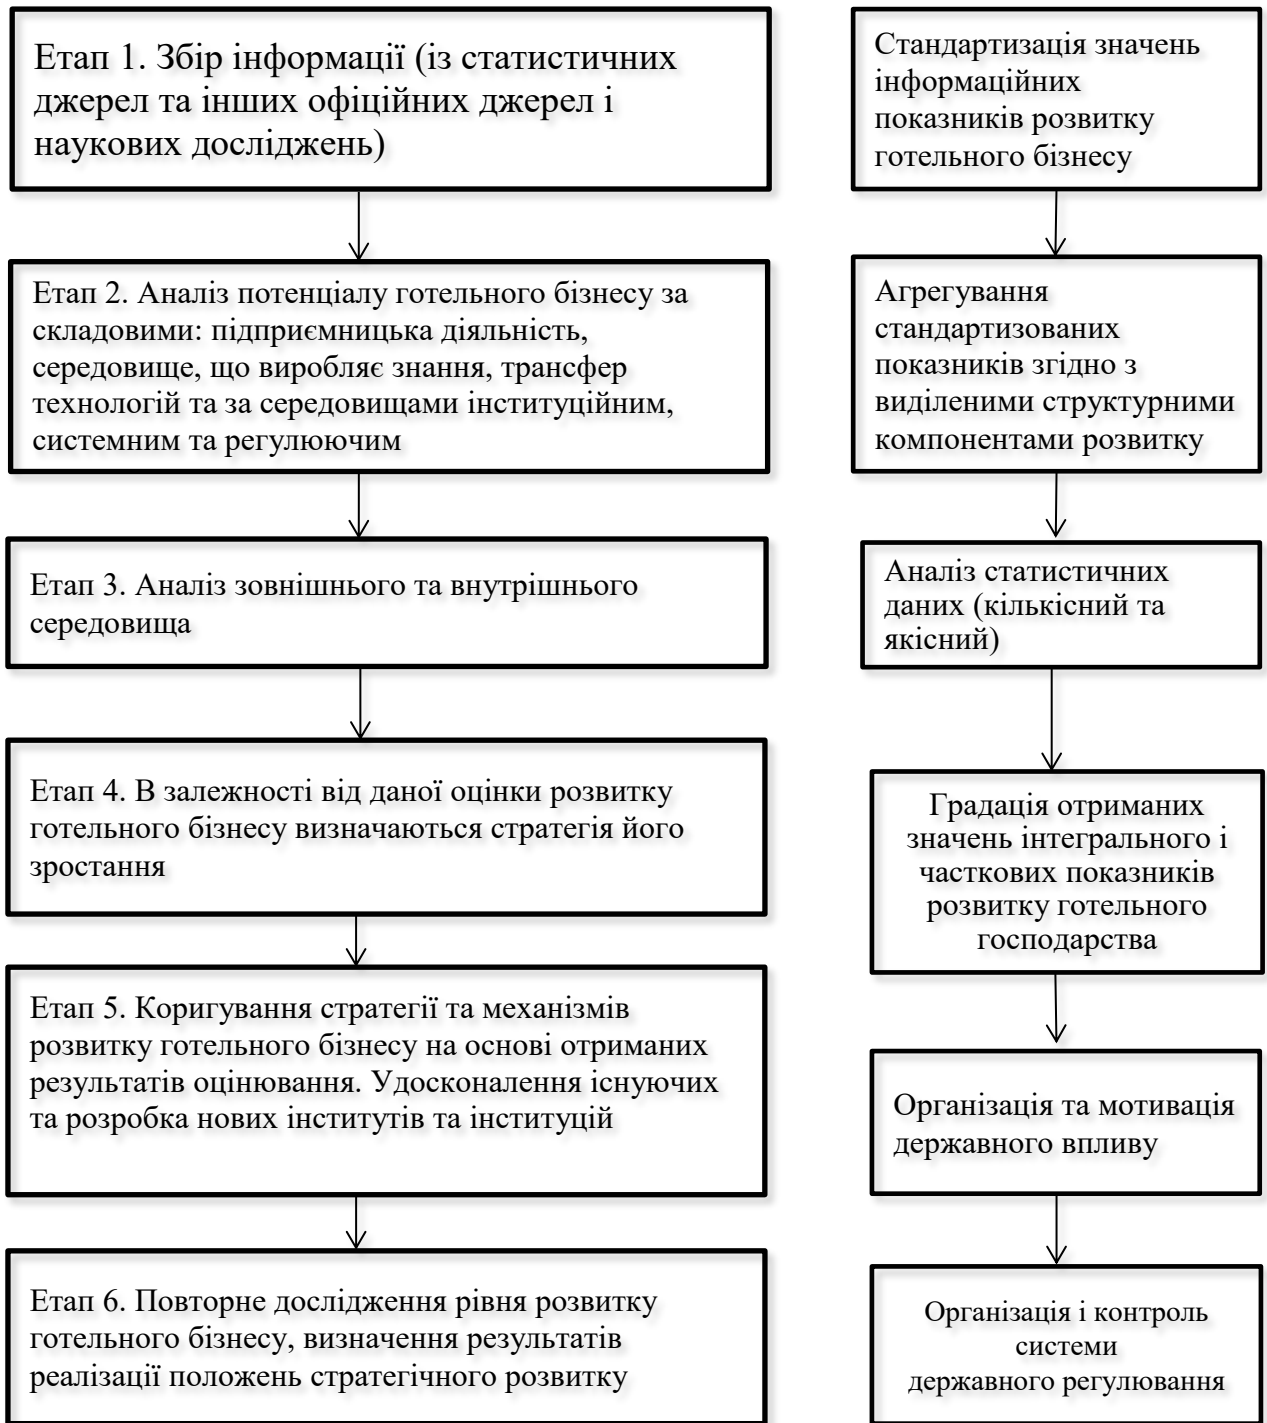 Етап 1. Збір інформації (із статистичних
джерел та інших офіційних джерел і
наукових досліджень)
Етап 2. Аналіз потенціалу готельного бізнесу за
складовими: підприємницька діяльність,
середовище, що виробляє знання, трансфер
технологій та за середовищами інституційним,
системним та регулюючим
Етап 3. Аналіз зовнішнього та внутрішнього
середовища
Етап 4. В залежності від даної оцінки розвитку
готельного бізнесу визначаються стратегія його
зростання
Етап 5. Коригування стратегії та механізмів
розвитку готельного бізнесу на основі отриманих
результатів оцінювання. Удосконалення існуючих
та розробка нових інститутів та інституцій
Етап 6. Повторне дослідження рівня розвитку
готельного бізнесу, визначення результатів
реалізації положень стратегічного розвитку
Стандартизація значень
інформаційних
показників розвитку
готельного бізнесу
Агрегування
стандартизованих
показників згідно з
виділеними структурними
компонентами розвитку
Аналіз статистичних
даних (кількісний та
якісний)
Градація отриманих
значень інтегрального і
часткових показників
розвитку готельного
господарства
Організація та мотивація
державного впливу
Організація і контроль
системи
державного регулювання